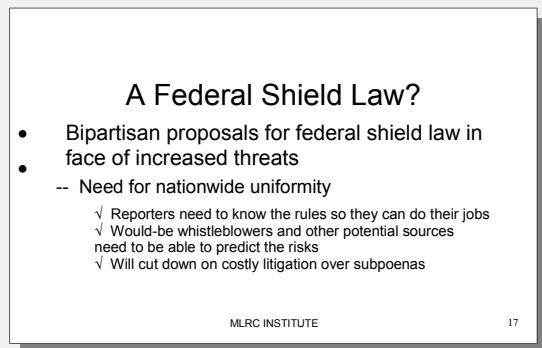 A Federal Shield Law?
• Bipartisan proposals for federal shield law in
face of increased threats
•
-- Need for nationwide uniformity
√ Reporters need to know the rules so they can do their jobs
√ Would-be whistleblowers and other potential sources
need to be able to predict the risks
√ Will cut down on costly litigation over subpoenas
MLRC INSTITUTE
17